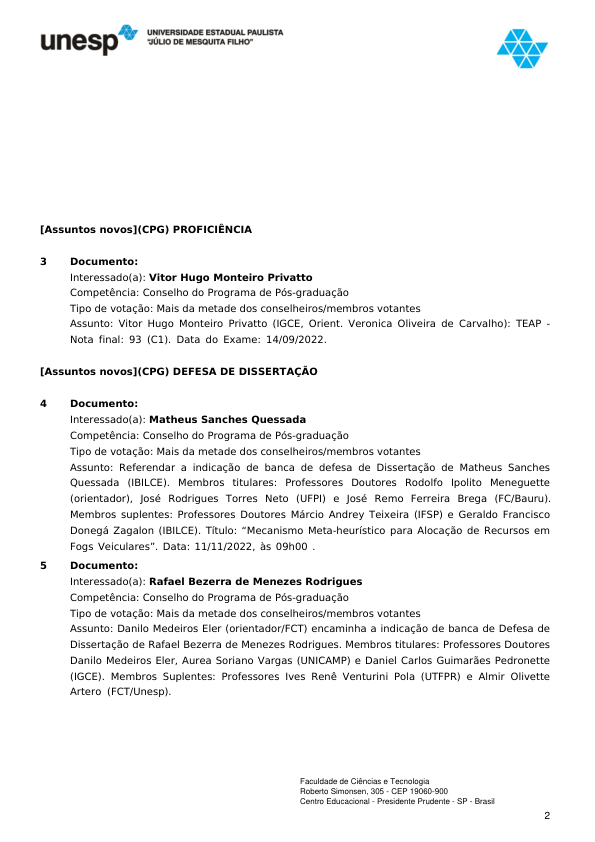 unesp
UNIVERSIDADE ESTADUAL PAULISTA
"JÚLIO DE MESQUITA FILHO"
[Assuntos novos](CPG) PROFICIÊNCIA
3 Documento:
Interessado(a): Vitor Hugo Monteiro Privatto
Competência: Conselho do Programa de Pós-graduação
Tipo de votação: Mais da metade dos conselheiros/membros votantes
Assunto: Vitor Hugo Monteiro Privatto (IGCE, Orient. Veronica Oliveira de Carvalho): TEAP -
Nota final: 93 (C1). Data do Exame: 14/09/2022.
[Assuntos novos](CPG) DEFESA DE DISSERTAÇÃO
4 Documento:
Interessado(a): Matheus Sanches Quessada
Competência: Conselho do Programa de Pós-graduação
Tipo de votação: Mais da metade dos conselheiros/membros votantes
Assunto: Referendar a indicação de banca de defesa de Dissertação de Matheus Sanches
Quessada (IBILCE). Membros titulares: Professores Doutores Rodolfo Ipolito Meneguette
(orientador), José Rodrigues Torres Neto (UFPI) e José Remo Ferreira Brega (FC/Bauru).
Membros suplentes: Professores Doutores Márcio Andrey Teixeira (IFSP) e Geraldo Francisco
Donegá Zagalon (IBILCE). Título: “Mecanismo Meta-heurístico para Alocação de Recursos em
Fogs Veiculares”. Data: 11/11/2022, às 09h00 .
5 Documento:
Interessado(a): Rafael Bezerra de Menezes Rodrigues
Competência: Conselho do Programa de Pós-graduação
Tipo de votação: Mais da metade dos conselheiros/membros votantes
Assunto: Danilo Medeiros Eler (orientador/FCT) encaminha a indicação de banca de Defesa de
Dissertação de Rafael Bezerra de Menezes Rodrigues. Membros titulares: Professores Doutores
Danilo Medeiros Eler, Aurea Soriano Vargas (UNICAMP) e Daniel Carlos Guimarães Pedronette
(IGCE). Membros Suplentes: Professores Ives Renê Venturini Pola (UTFPR) e Almir Olivette
Artero (FCT/Unesp).
Faculdade de Ciências e Tecnologia
Roberto Simonsen, 305 - CEP 19060-900
Centro Educacional - Presidente Prudente - SP - Brasil
2